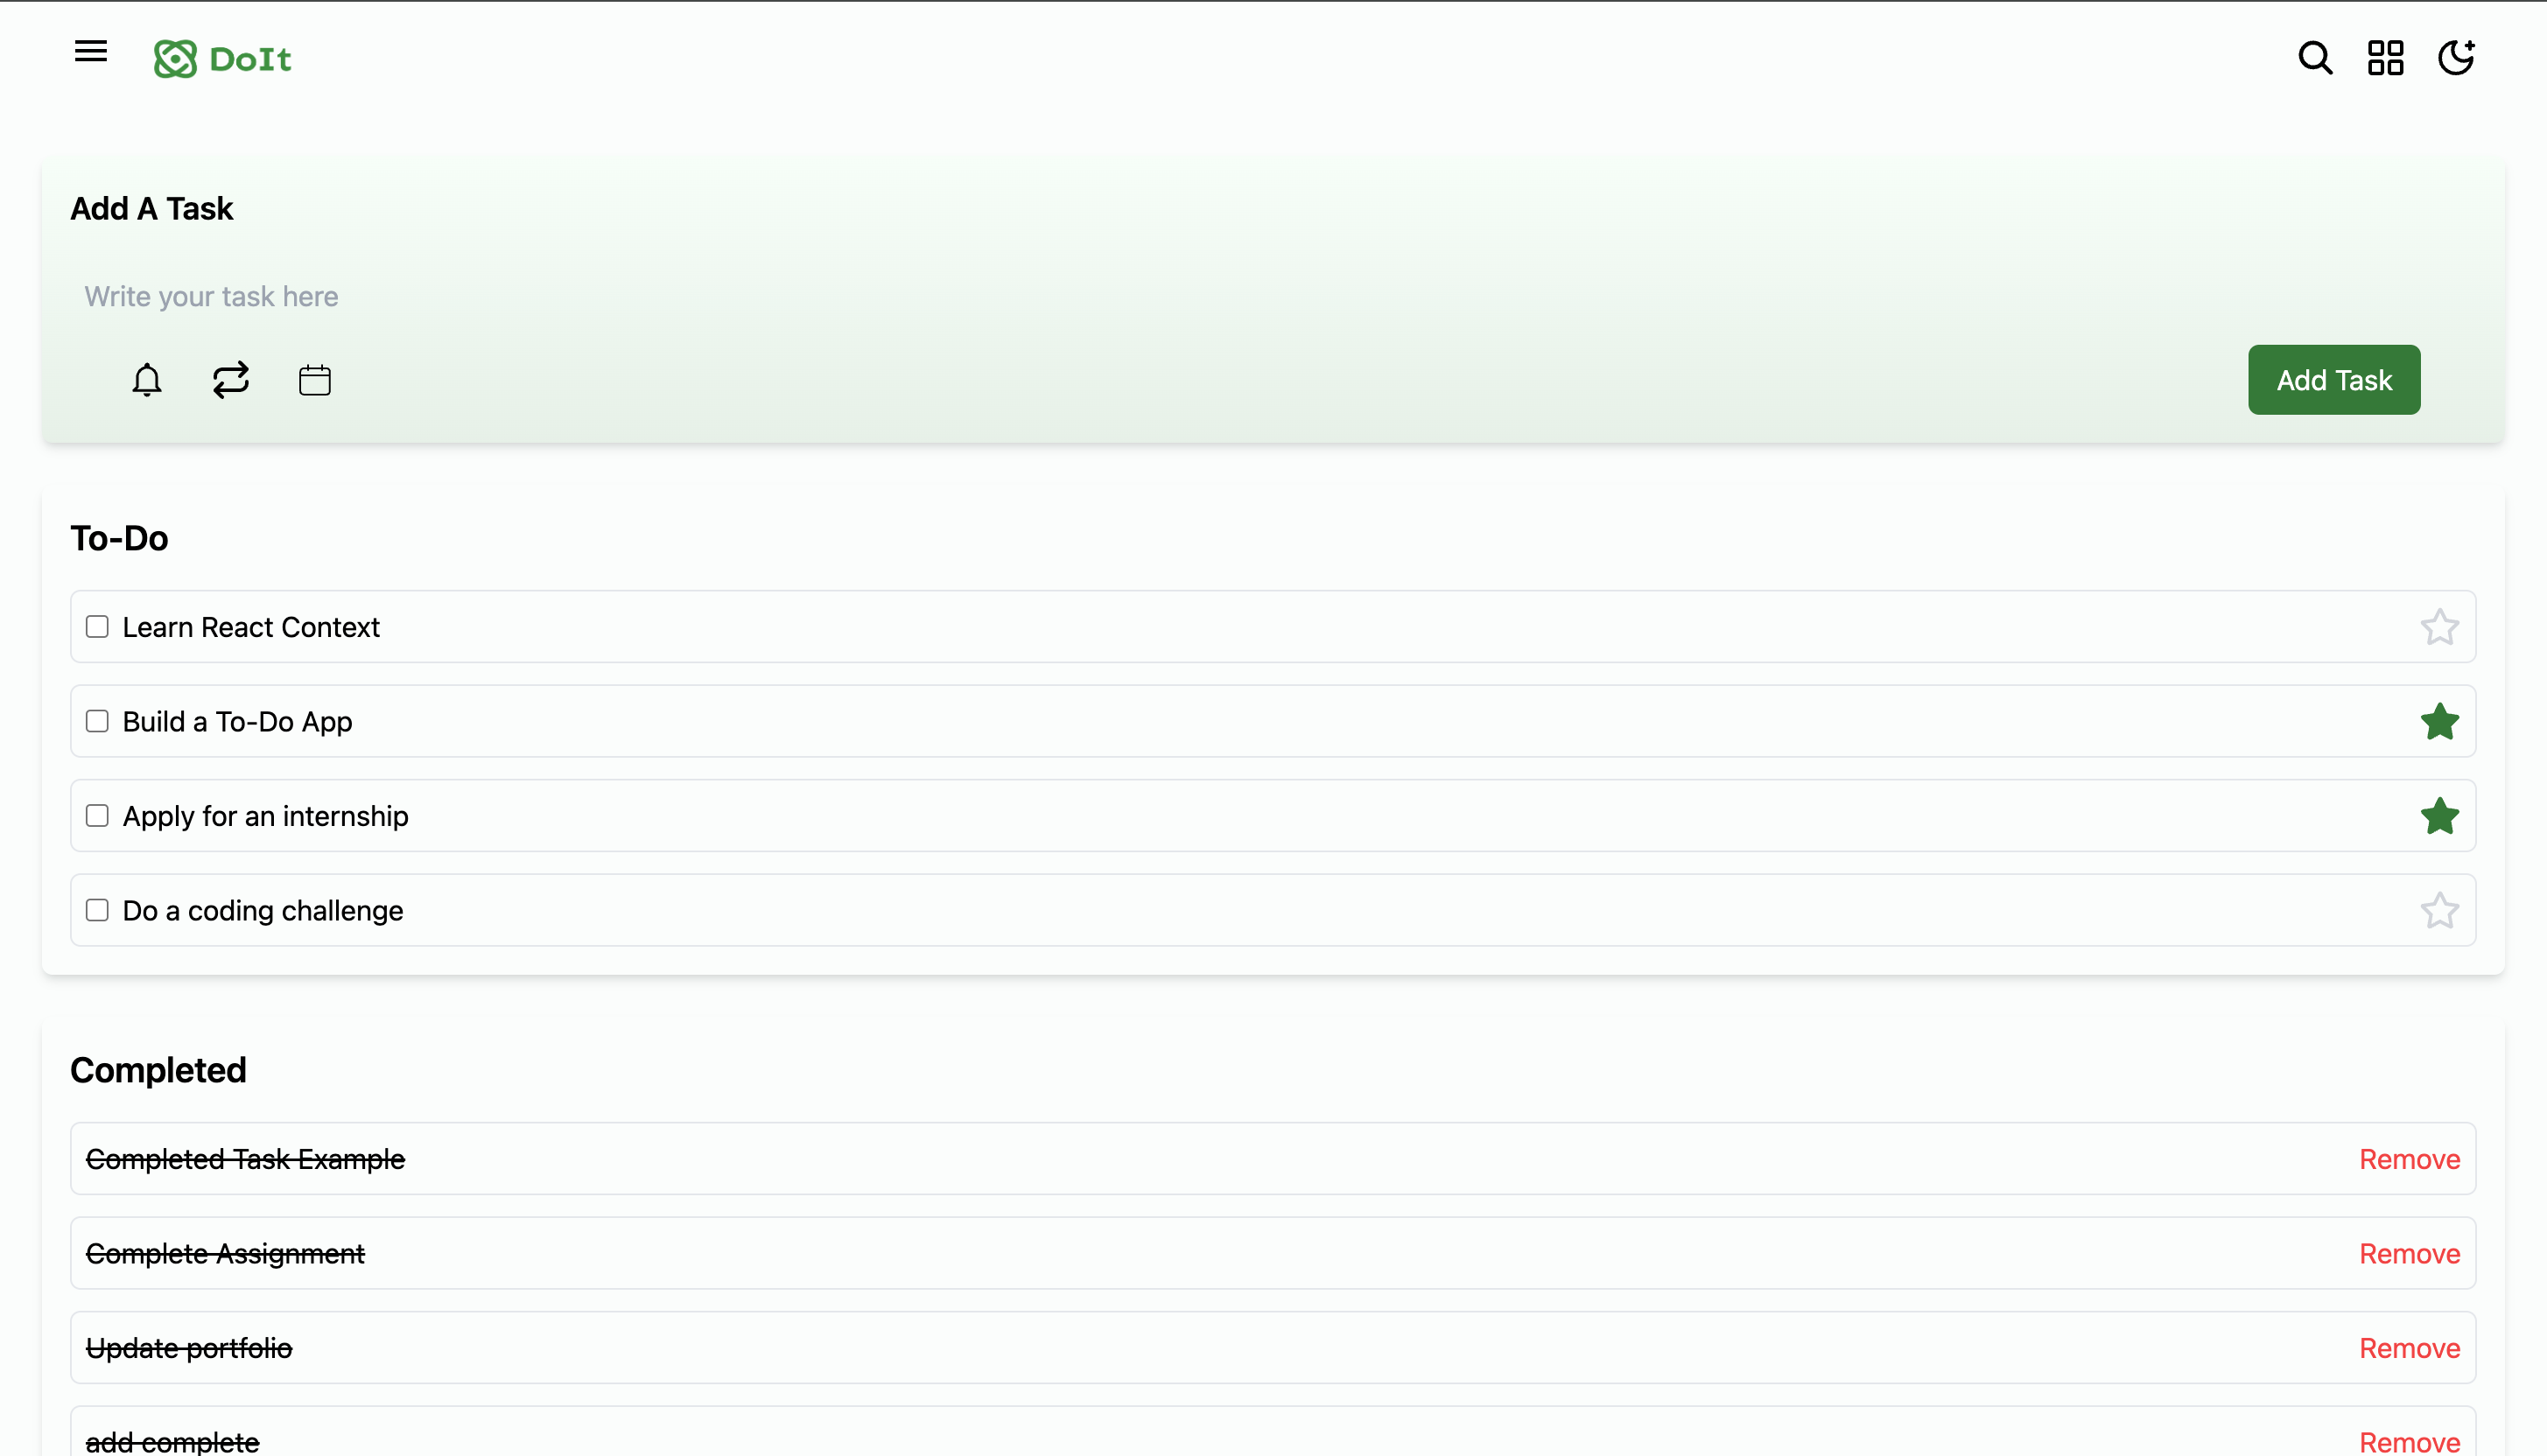 DoIt
Add A Task
Write your task here
Add Task
To-Do
Learn React Context
Build a To-Do App
Apply for an internship
Do a coding challenge
Completed
Completed Task Example Remove
Complete Assignment Remove
Update portfolio Remove
add complete Remove